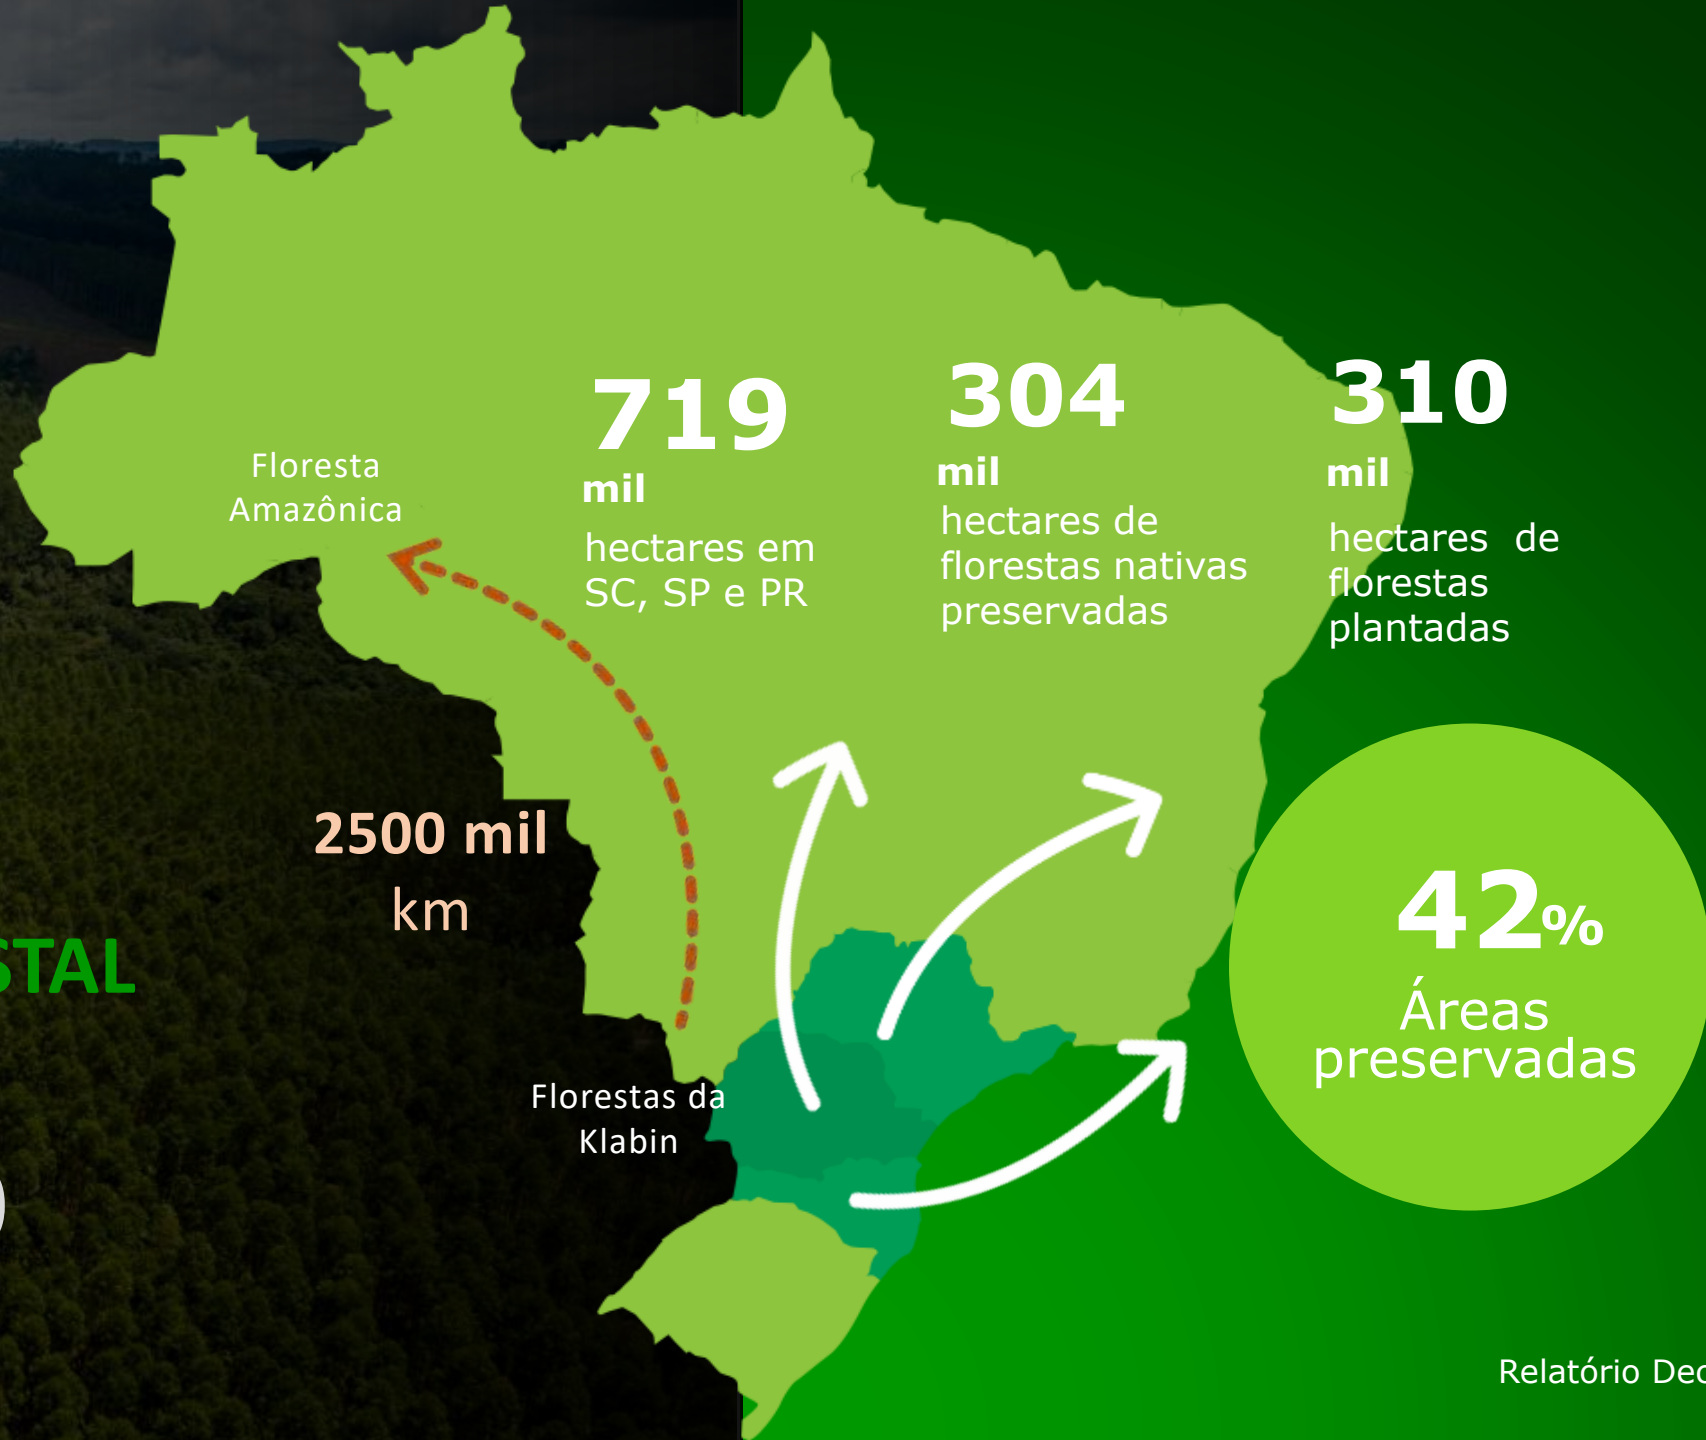 719
mil
hectares em
SC, SP e PR
304
mil
hectares de
florestas nativas
preservadas
310
mil
hectares de
florestas
plantadas
Floresta
Amazônica
2500 mil
km
STAL
Florestas da
Klabin
42%
Áreas
preservadas
Relatório